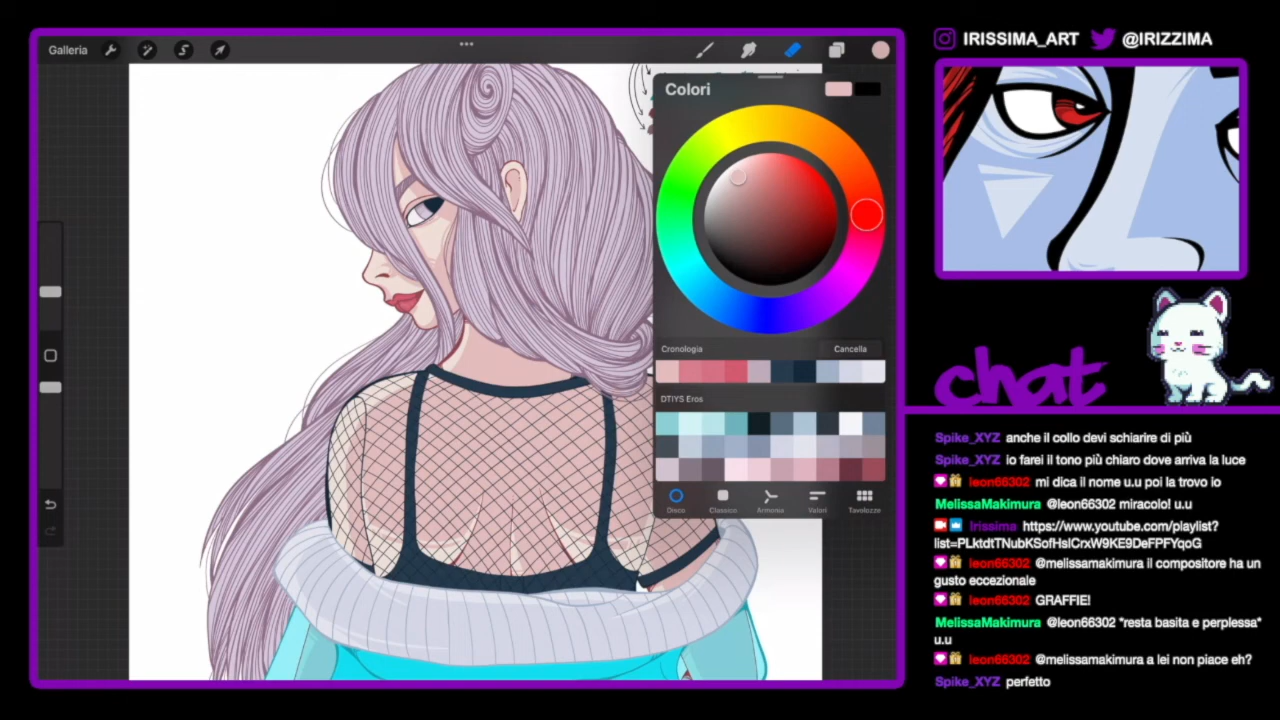 Galleria
IRISSIMA_ART @IRIZZIMA
Colori
Cronologia Cancella
DTIYS Eros
Disco Classico Armonia Valori Tavolozze
chat
Spike_XYZ anche il collo devi schiarire di più
Spike_XYZ io farei il tono più chiaro dove arriva la luce
leon66302 mi dica il nome u.u poi la trovo io
MelissaMakimura @leon66302 miracolo! u.u
Irissima https://www.youtube.com/playlist?
list=PLktdtTNubKSofHslCrxW9KE9DeFPFYqoG
leon66302 @melissamakimura il compositore ha un
gusto eccezionale
leon66302 GRAFFIE!
MelissaMakimura @leon66302 *resta basita e perplessa*
u.u
leon66302 @melissamakimura a lei non piace eh?
Spike_XYZ perfetto